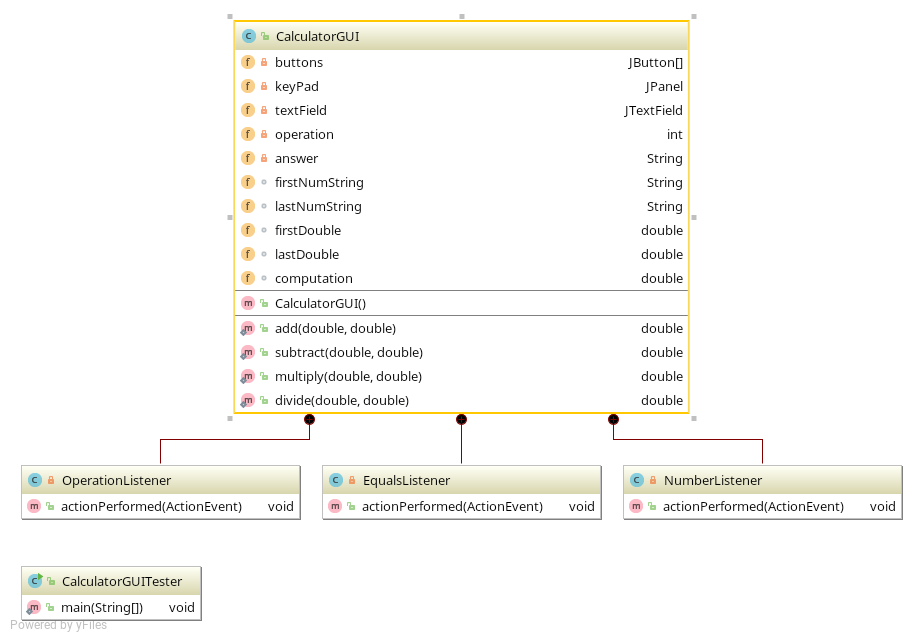 CalculatorGUI
buttons JButton[]
keyPad JPanel
textField JTextField
operation int
answer String
firstNumString String
lastNumString String
firstDouble double
lastDouble double
computation double
CalculatorGUI()
add(double, double) double
subtract(double, double) double
multiply(double, double) double
divide(double, double) double
OperationListener
actionPerformed(ActionEvent) void
EqualsListener
actionPerformed(ActionEvent) void
NumberListener
actionPerformed(ActionEvent) void
CalculatorGUITester
main(String[]) void
Powered by yFiles